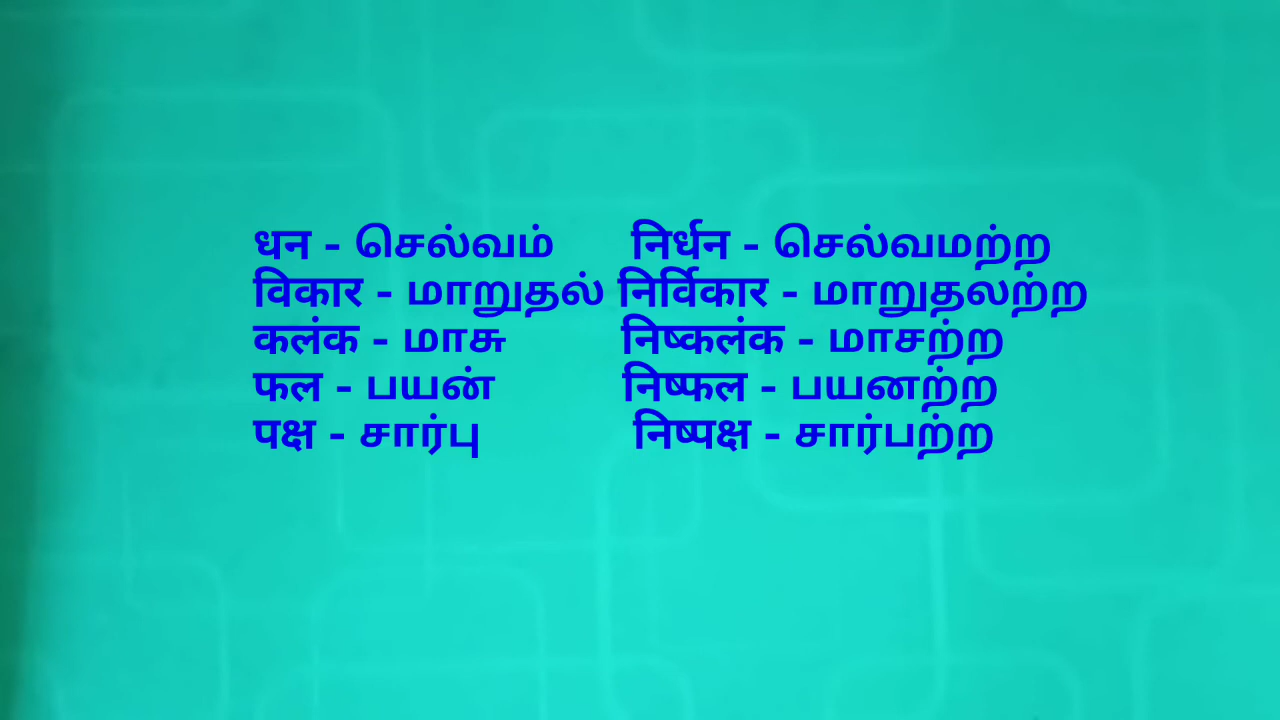 धन - செல்வம் निर्धन - செல்வமற்ற
विकार - மாறுதல் निर्विकार - மாறுதலற்ற
कलंक - மாசு निष्कलंक - மாசற்ற
फल - பயன் निष्फल - பயனற்ற
पक्ष - சார்பு निष्पक्ष - சார்பற்ற